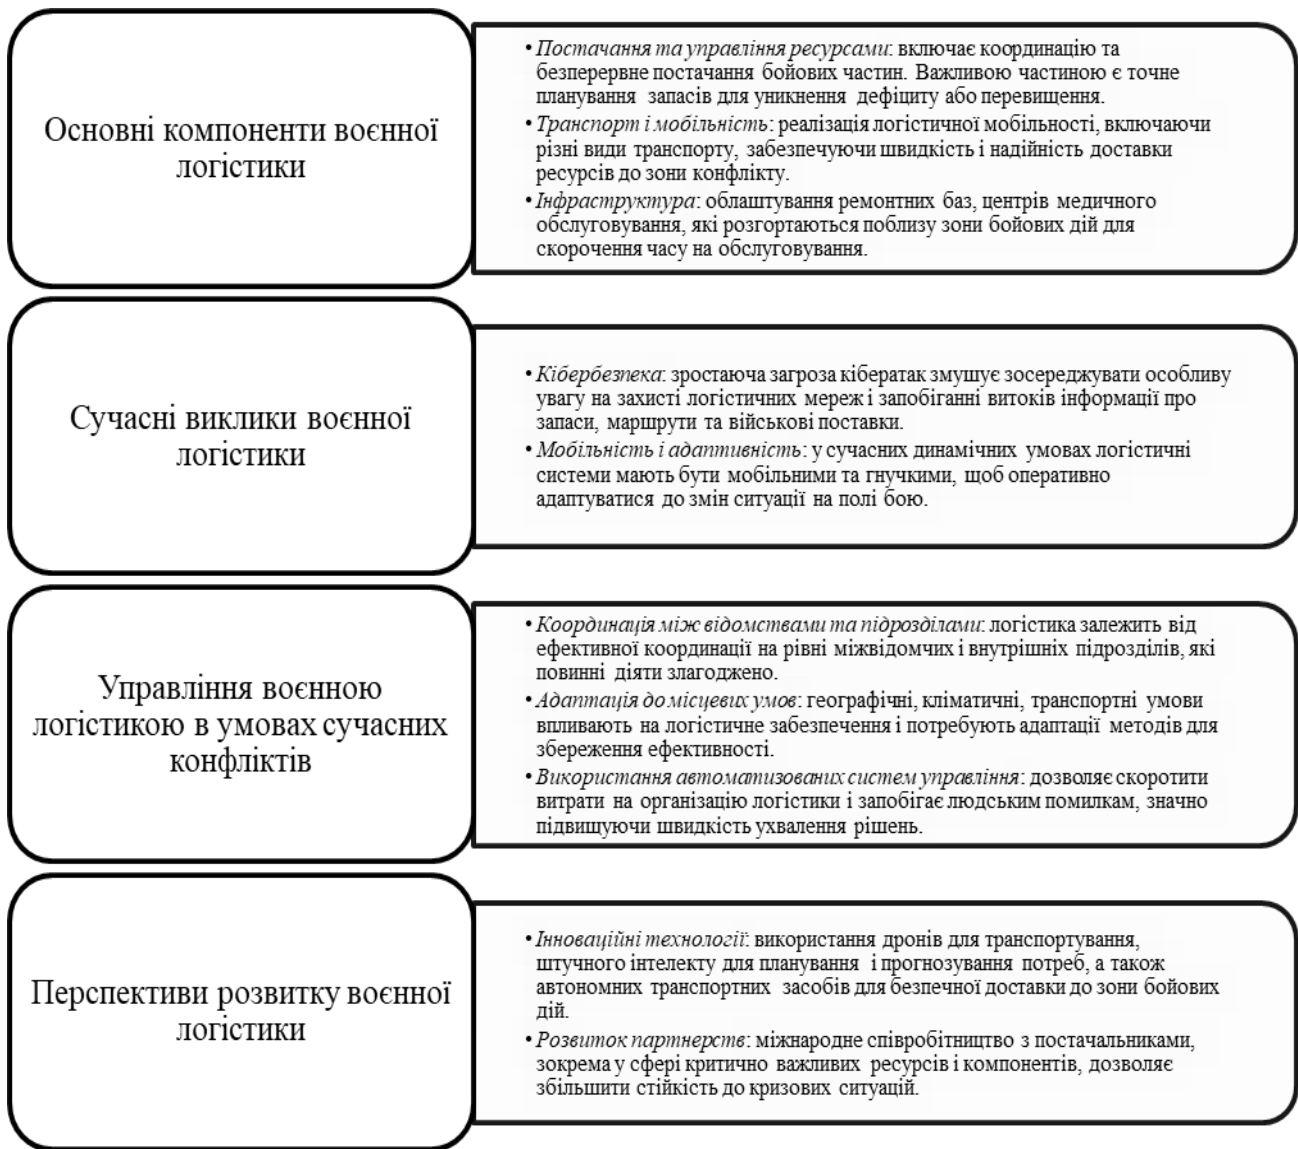 Основні компоненти воєнної
логістики
• Постачання та управління ресурсами: включає координацію та
безперервне постачання бойових частин. Важливою частиною є точне
планування запасів для уникнення дефіциту або перевищення.
• Транспорт і мобільність: реалізація логістичної мобільності, включаючи
різні види транспорту, забезпечуючи швидкість і надійність доставки
ресурсів до зони конфлікту.
• Інфраструктура: облаштування ремонтних баз, центрів медичного
обслуговування, які розгортаються поблизу зони бойових дій для
скорочення часу на обслуговування.
Сучасні виклики воєнної
логістики
• Кібербезпека: зростаюча загроза кібератак змушує зосереджувати особливу
увагу на захисті логістичних мереж і запобіганні витоків інформації про
запаси, маршрути та військові поставки.
• Мобільність і адаптивність: у сучасних динамічних умовах логістичні
системи мають бути мобільними та гнучкими, щоб оперативно
адаптуватися до змін ситуації на полі бою.
Управління воєнною
логістикою в умовах сучасних
конфліктів
• Координація між відомствами та підрозділами: логістика залежить від
ефективної координації на рівні міжвідомчих і внутрішніх підрозділів, які
повинні діяти злагоджено.
• Адаптація до місцевих умов: географічні, кліматичні, транспортні умови
впливають на логістичне забезпечення і потребують адаптації методів для
збереження ефективності.
• Використання автоматизованих систем управління: дозволяє скоротити
витрати на організацію логістики і запобігає людським помилкам, значно
підвищуючи швидкість ухвалення рішень.
Перспективи розвитку воєнної
логістики
• Інноваційні технології: використання дронів для транспортування,
штучного інтелекту для планування і прогнозування потреб, а також
автономних транспортних засобів для безпечної доставки до зони бойових
дій.
• Розвиток партнерств: міжнародне співробітництво з постачальниками,
зокрема у сфері критично важливих ресурсів і компонентів, дозволяє
збільшити стійкість до кризових ситуацій.